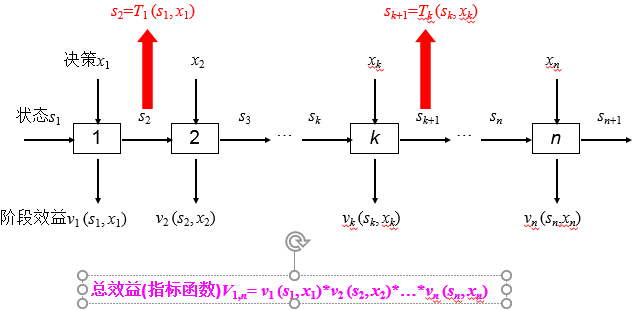 s₂=T₁(s₁, x₁) sₖ₊₁=Tₖ(sₖ, xₖ)
决策x₁ x₂ xₖ xₙ
状态s₁ s₂ s₃ … sₖ sₖ₊₁ … sₙ sₙ₊₁
1 2 k n
阶段效益v₁(s₁, x₁) v₂(s₂, x₂) vₖ(sₖ, xₖ) vₙ(sₙ,xₙ)
总效益(指标函数)V₁,ₙ= v₁(s₁, x₁)*v₂(s₂, x₂)*…*vₙ(sₙ, xₙ)